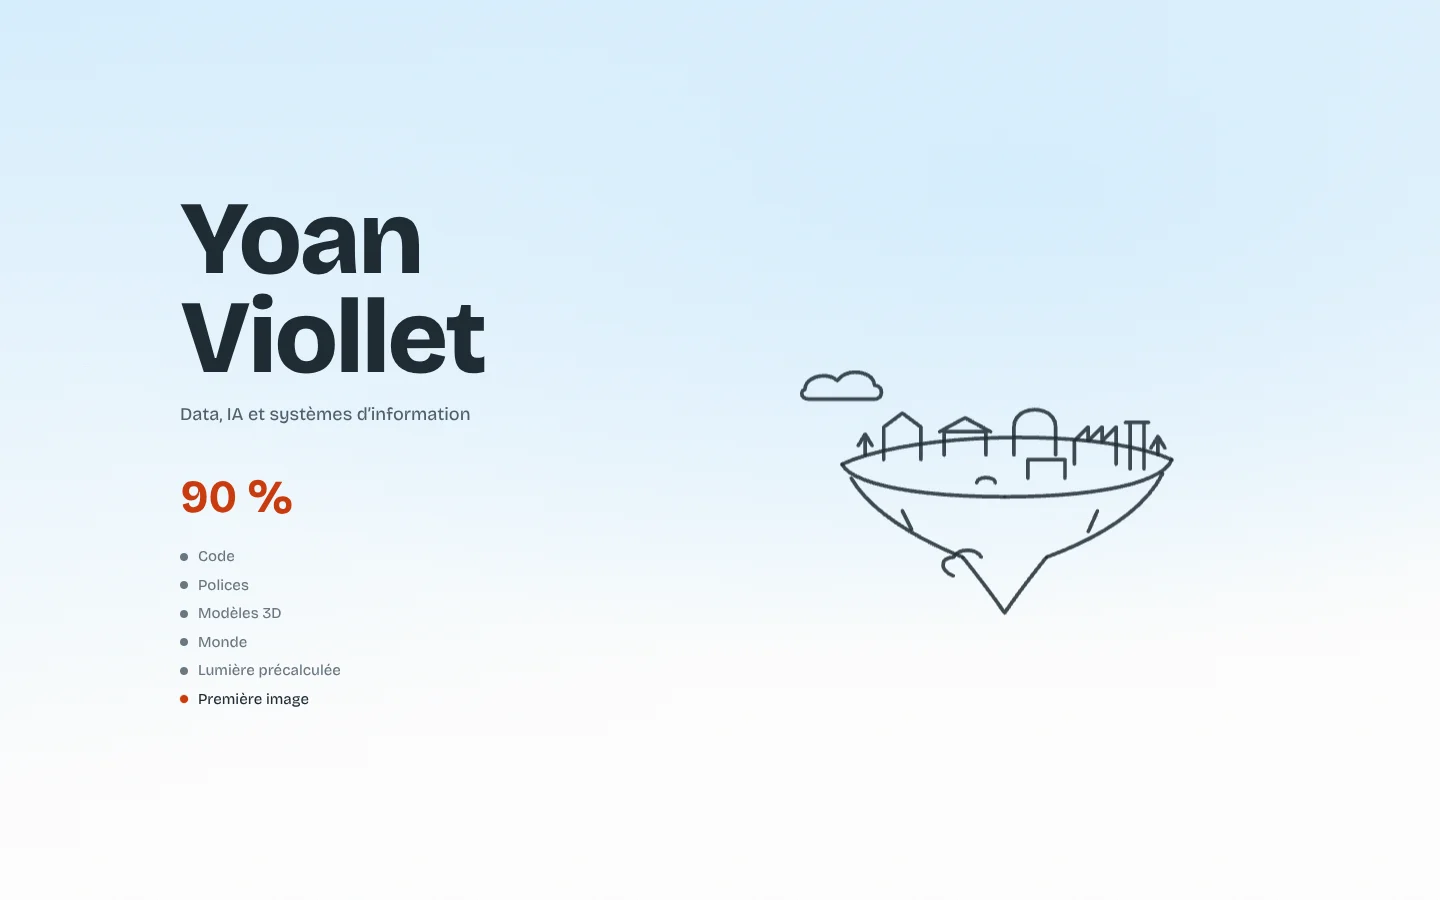 Yoan
Viollet
Data, IA et systèmes d’information
90 %
Code
Polices
Modèles 3D
Monde
Lumière précalculée
Première image